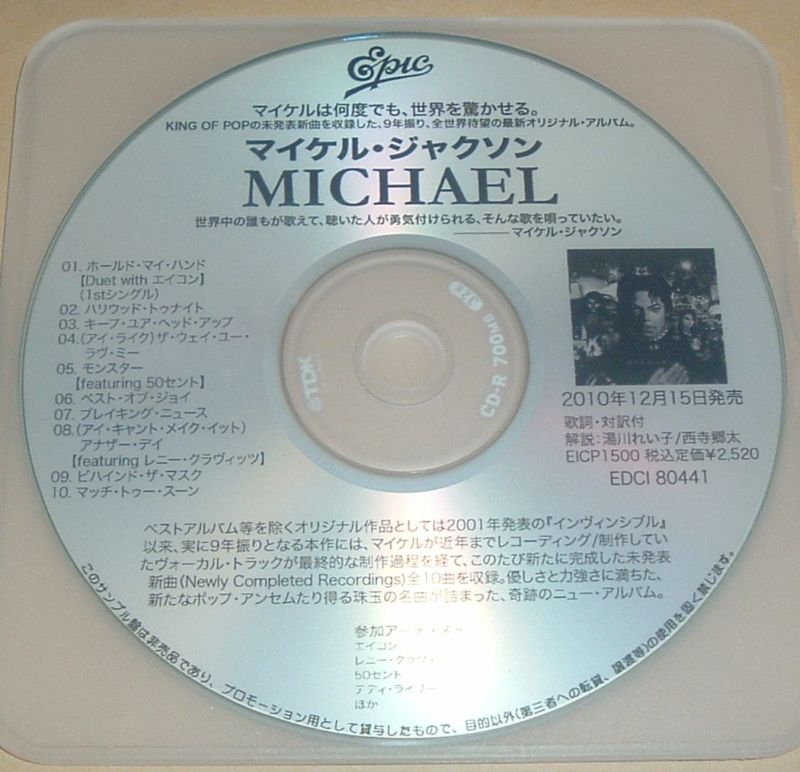 Epic
マイケルは何度でも、世界を驚かせる。
KING OF POPの未発表新曲を収録した、9年振り、全世界待望の最新オリジナル・アルバム。
マイケル・ジャクソン
MICHAEL
世界中の誰もが歌えて、聴いた人が勇気付けられる、そんな歌を唄っていたい。
————マイケル・ジャクソン
01. ホールド・マイ・ハンド
【Duet with エイコン】
(1stシングル)
02. ハリウッド・トゥナイト
03. キープ・ユア・ヘッド・アップ
04.(アイ・ライク)ザ・ウェイ・ユー・
ラヴ・ミー
05. モンスター
【featuring 50セント】
06. ベスト・オブ・ジョイ
07. ブレイキング・ニュース
08.(アイ・キャント・メイク・イット)
アナザー・デイ
【featuring レニー・クラヴィッツ】
09. ビハインド・ザ・マスク
10. マッチ・トゥー・スーン
TDK
CD-R 700MB
2010年12月15日発売
歌詞・対訳付
解説:湯川れい子/西寺郷太
EICP1500 税込定価¥2,520
EDCI 80441
ベストアルバム等を除くオリジナル作品としては2001年発表の『インヴィンシブル』
以来、実に9年振りとなる本作には、マイケルが近年までレコーディング/制作してい
たヴォーカル・トラックが最終的な制作過程を経て、このたび新たに完成した未発表
新曲(Newly Completed Recordings)全10曲を収録。優しさと力強さに満ちた、
新たなポップ・アンセムたり得る珠玉の名曲が詰まった、奇跡のニュー・アルバム。
参加アーティスト
エイコン
レニー・クラヴィッツ
50セント
テディ・ライリー
ほか
このサンプル盤は非売品であり、プロモーション用として貸与したもので、目的以外(第三者への転貸、譲渡等)の使用を固く禁じます。